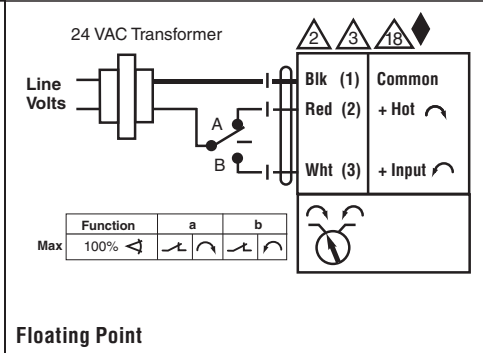 24 VAC Transformer
2 3 18
Line
Volts
Blk (1) Common
Red (2) + Hot
A
B
Wht (3) + Input
Function a b
Max 100%
Floating Point